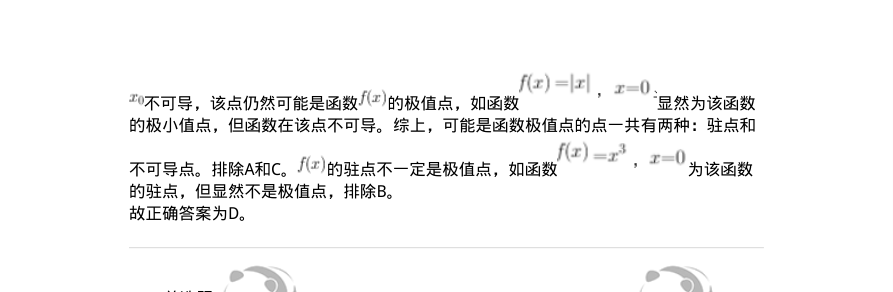 x₀不可导，该点仍然可能是函数f(x)的极值点，如函数f(x)=|x|，x=0显然为该函数
的极小值点，但函数在该点不可导。综上，可能是函数极值点的点一共有两种：驻点和
不可导点。排除A和C。f(x)的驻点不一定是极值点，如函数f(x)=x³，x=0为该函数
的驻点，但显然不是极值点，排除B。
故正确答案为D。